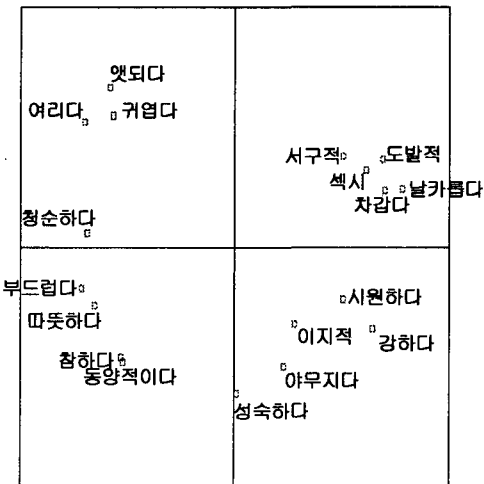 앳되다
여리다
귀엽다
서구적
도발적
섹시
날카롭다
차갑다
청순하다
부드럽다
시원하다
따뜻하다
이지적
강하다
참하다
동양적이다
야무지다
성숙하다